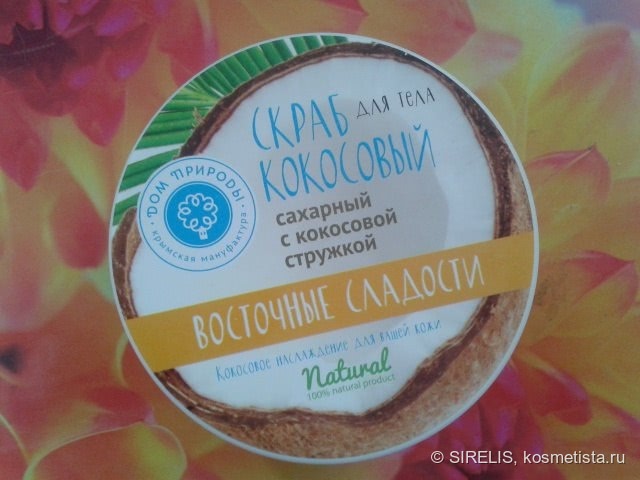 СКРАБ для тела
КОКОСОВЫЙ
сахарный
с кокосовой
стружкой
ДОМ ПРИРОДЫ
крымская мануфактура
ВОСТОЧНЫЕ СЛАДОСТИ
Кокосовое наслаждение для вашей кожи
Natural
100% natural product
© SIRELIS, kosmetista.ru